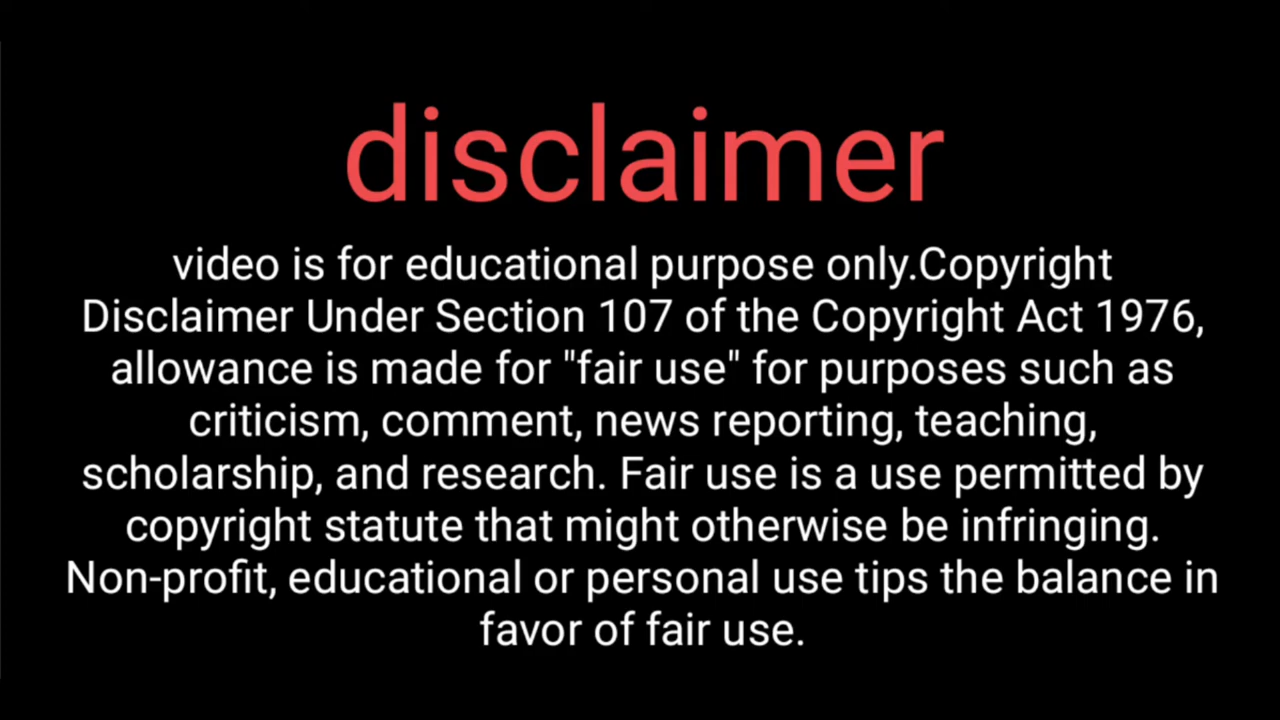 disclaimer
video is for educational purpose only.Copyright
Disclaimer Under Section 107 of the Copyright Act 1976,
allowance is made for "fair use" for purposes such as
criticism, comment, news reporting, teaching,
scholarship, and research. Fair use is a use permitted by
copyright statute that might otherwise be infringing.
Non-profit, educational or personal use tips the balance in
favor of fair use.